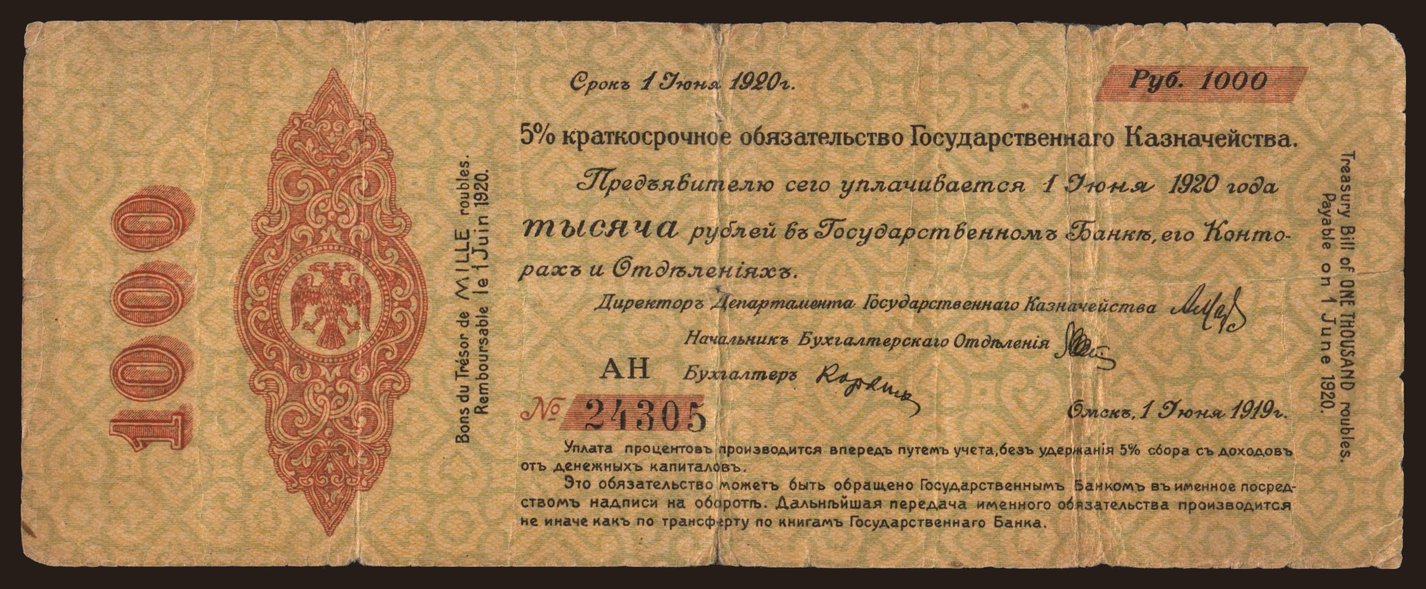 1000
Bons du Trésor de MILLE roubles.
Remboursable le 1 Juin 1920.
Срокъ 1 Іюня 1920г.
Руб. 1000
5% краткосрочное обязательство Государственнаго Казначейства.
Предъявителю сего уплачивается 1 Іюня 1920 года
тысяча рублей въ Государственномъ Банкѣ, его Конто-
рахъ и Отдѣленіяхъ.
Директоръ Департамента Государственнаго Казначейства
Начальникъ Бухгалтерскаго Отдѣленія
АН Бухгалтеръ
№ 24305
Омскъ, 1 Іюня 1919г.
Уплата процентовъ производится впередъ путемъ учета, безъ удержанія 5% сбора съ доходовъ
отъ денежныхъ капиталовъ.
Это обязательство можетъ быть обращено Государственнымъ Банкомъ въ именное посред-
ствомъ надписи на оборотѣ. Дальнѣйшая передача именного обязательства производится
не иначе какъ по трансферту по книгамъ Государственнаго Банка.
Treasury Bill of ONE THOUSAND roubles.
Payable on 1 June 1920.